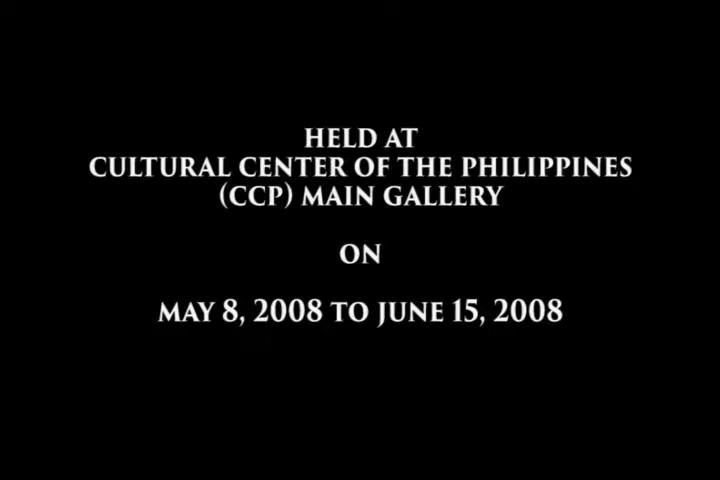 HELD AT
CULTURAL CENTER OF THE PHILIPPINES
(CCP) MAIN GALLERY
ON
MAY 8, 2008 TO JUNE 15, 2008